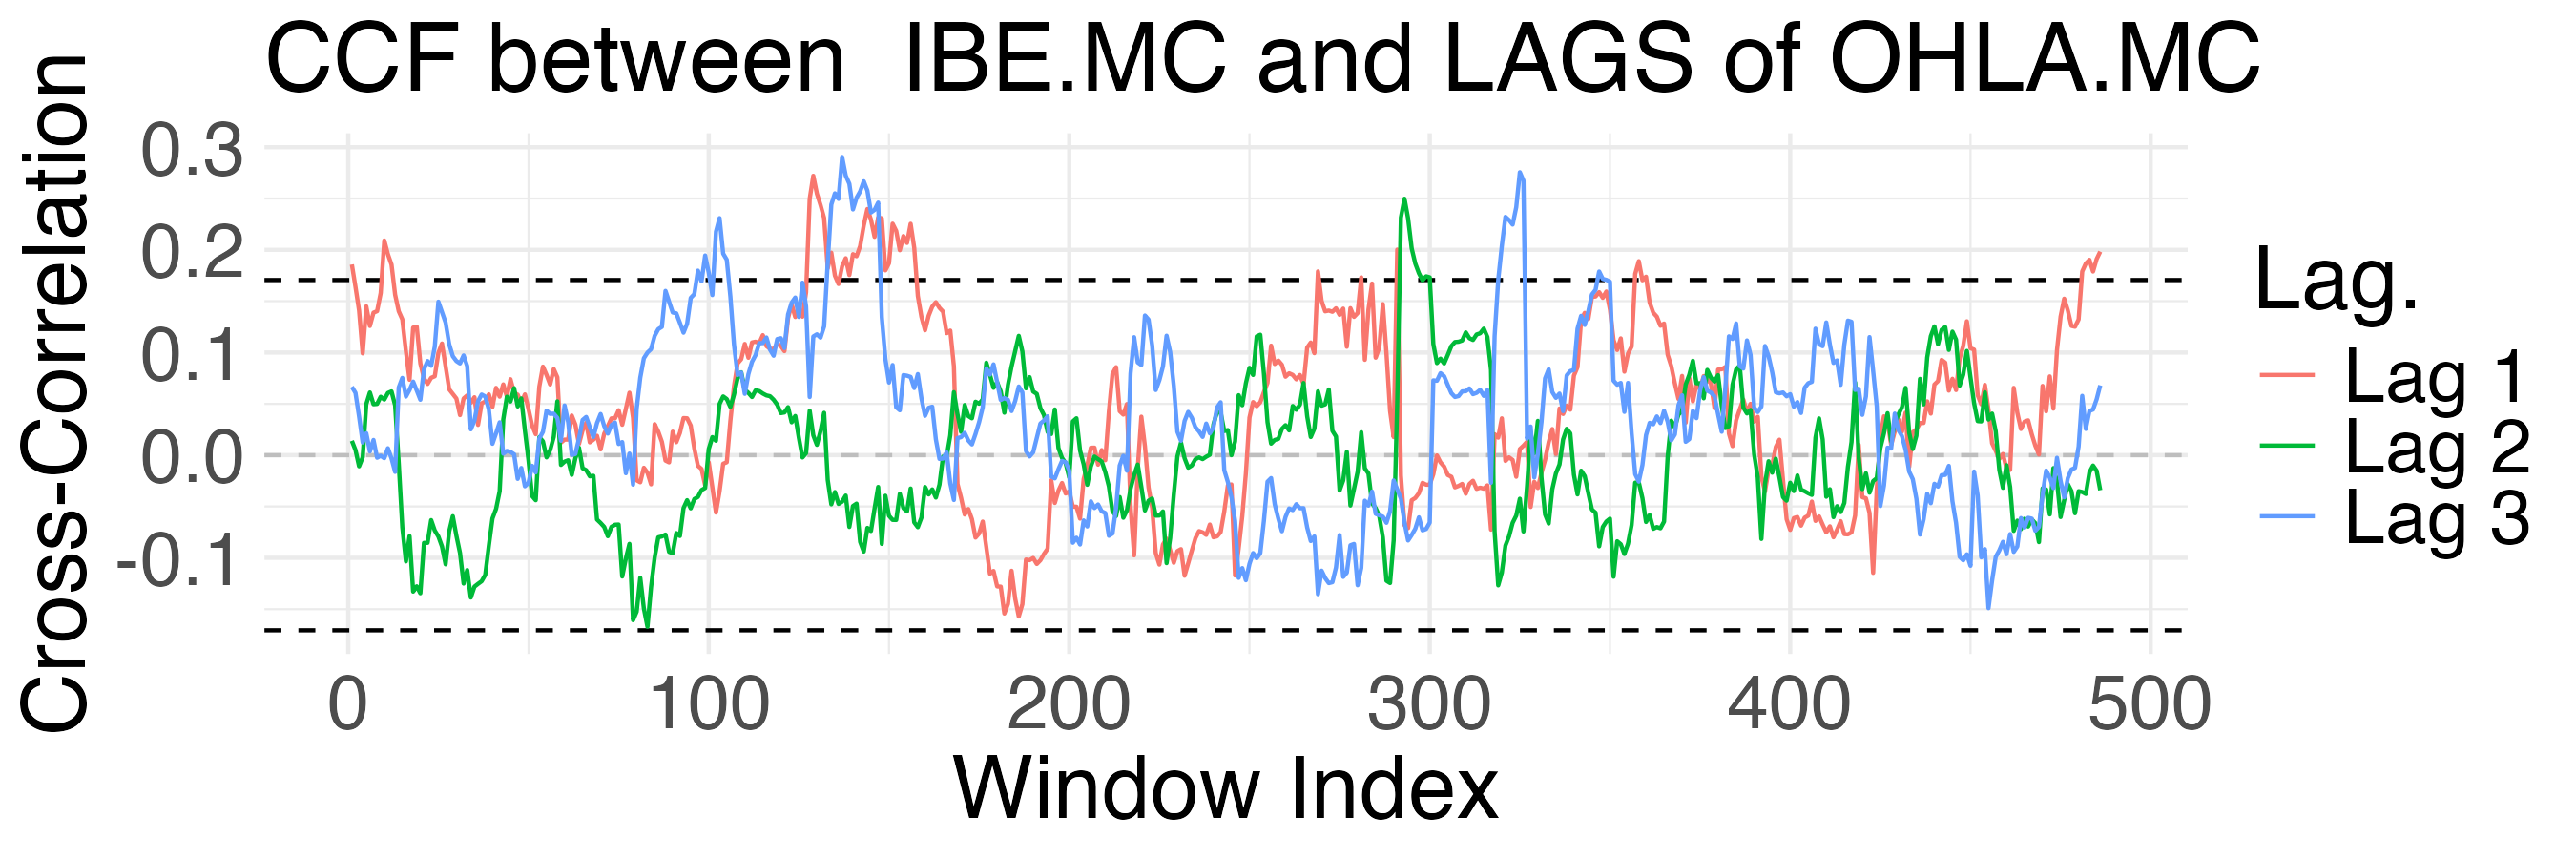 CCF between  IBE.MC and LAGS of OHLA.MC
Cross-Correlation
0.3
0.2
0.1
0.0
-0.1
0 100 200 300 400 500
Window Index
Lag.
Lag 1
Lag 2
Lag 3